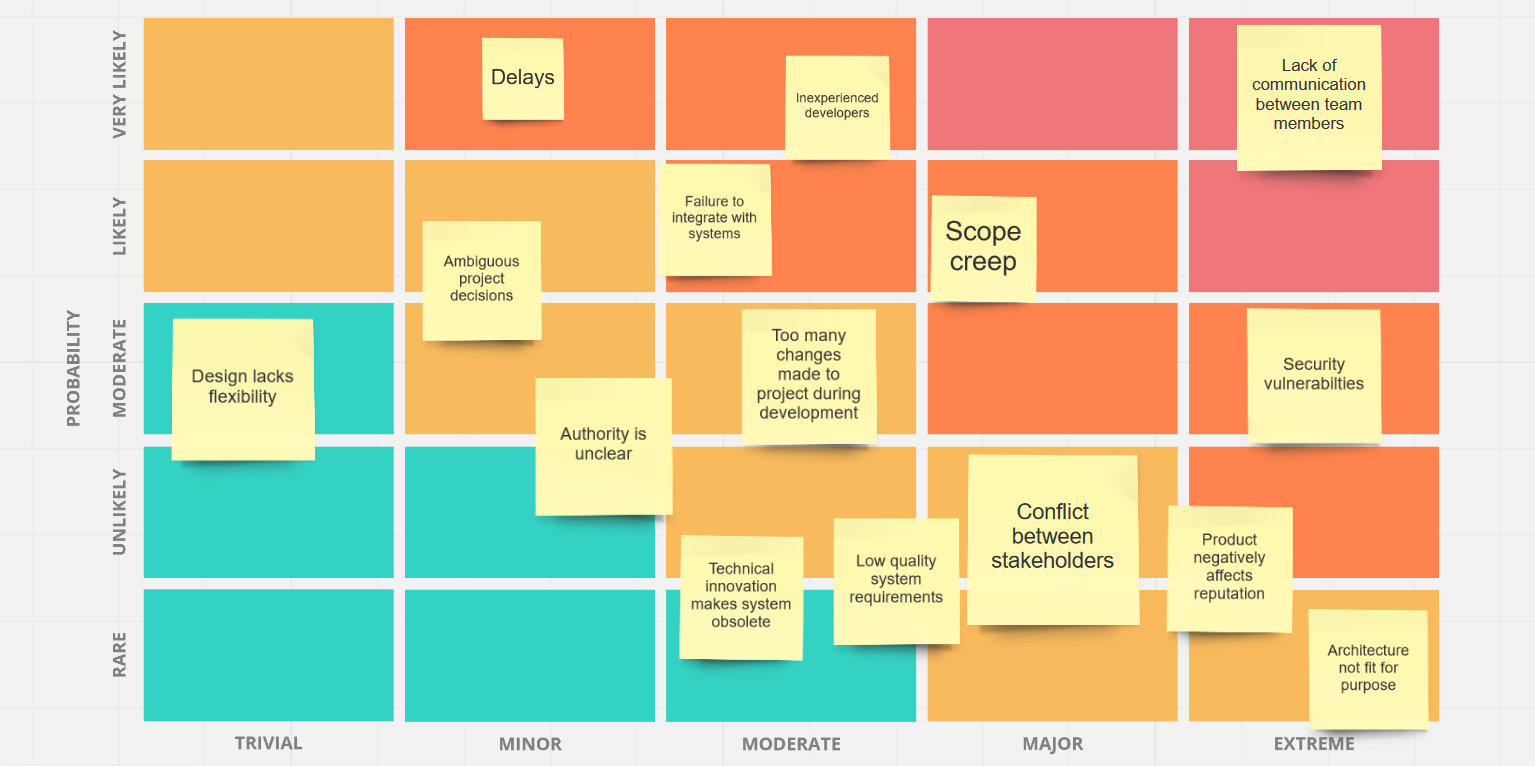 VERY LIKELY
Delays
Inexperienced
developers
Lack of
communication
between team
members
LIKELY
Ambiguous
project
decisions
Failure to
integrate with
systems
Scope
creep
PROBABILITY
MODERATE
Design lacks
flexibility
Authority is
unclear
Too many
changes
made to
project during
development
Security
vulnerabilties
UNLIKELY
Technical
innovation
makes system
obsolete
Low quality
system
requirements
Conflict
between
stakeholders
Product
negatively
affects
reputation
RARE
Architecture
not fit for
purpose
TRIVIAL
MINOR
MODERATE
MAJOR
EXTREME